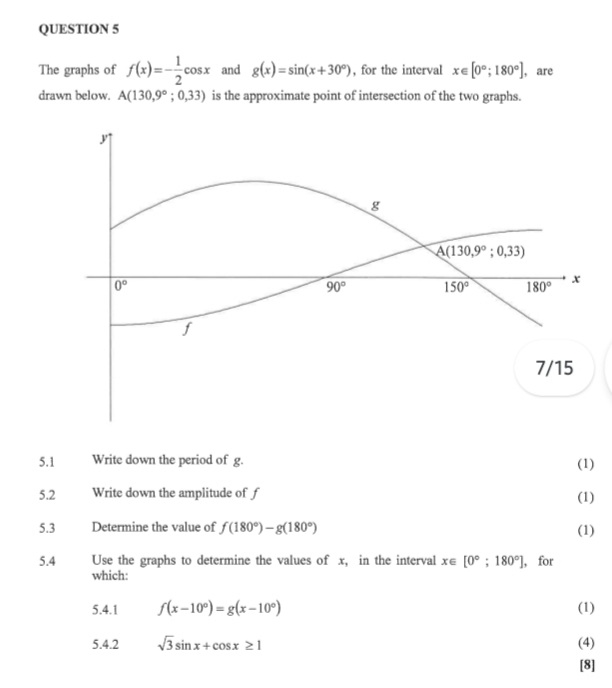 QUESTION 5
The graphs of f(x)=-1/2 cos x and g(x)=sin(x+30°), for the interval x∈[0°; 180°], are
drawn below. A(130,9° ; 0,33) is the approximate point of intersection of the two graphs.
y
g
A(130,9° ; 0,33)
x
0°
90°
150°
180°
f
7/15
5.1 Write down the period of g. (1)
5.2 Write down the amplitude of f (1)
5.3 Determine the value of f(180°) – g(180°) (1)
5.4 Use the graphs to determine the values of x, in the interval x∈ [0° ; 180°], for
which:
5.4.1 f(x–10°) = g(x–10°) (1)
5.4.2 √3 sin x + cos x ≥ 1 (4)
[8]